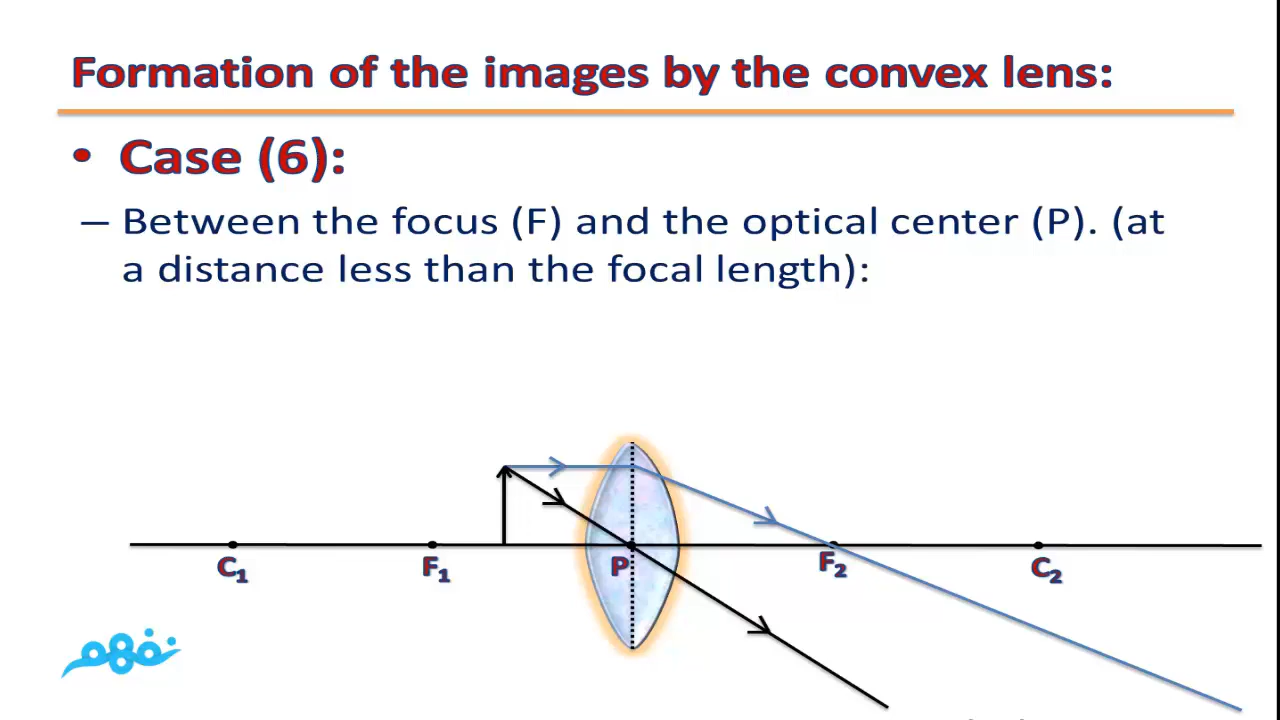 Formation of the images by the convex lens:
• Case (6):
– Between the focus (F) and the optical center (P). (at
a distance less than the focal length):
C₁ F₁ P F₂ C₂
نفهم